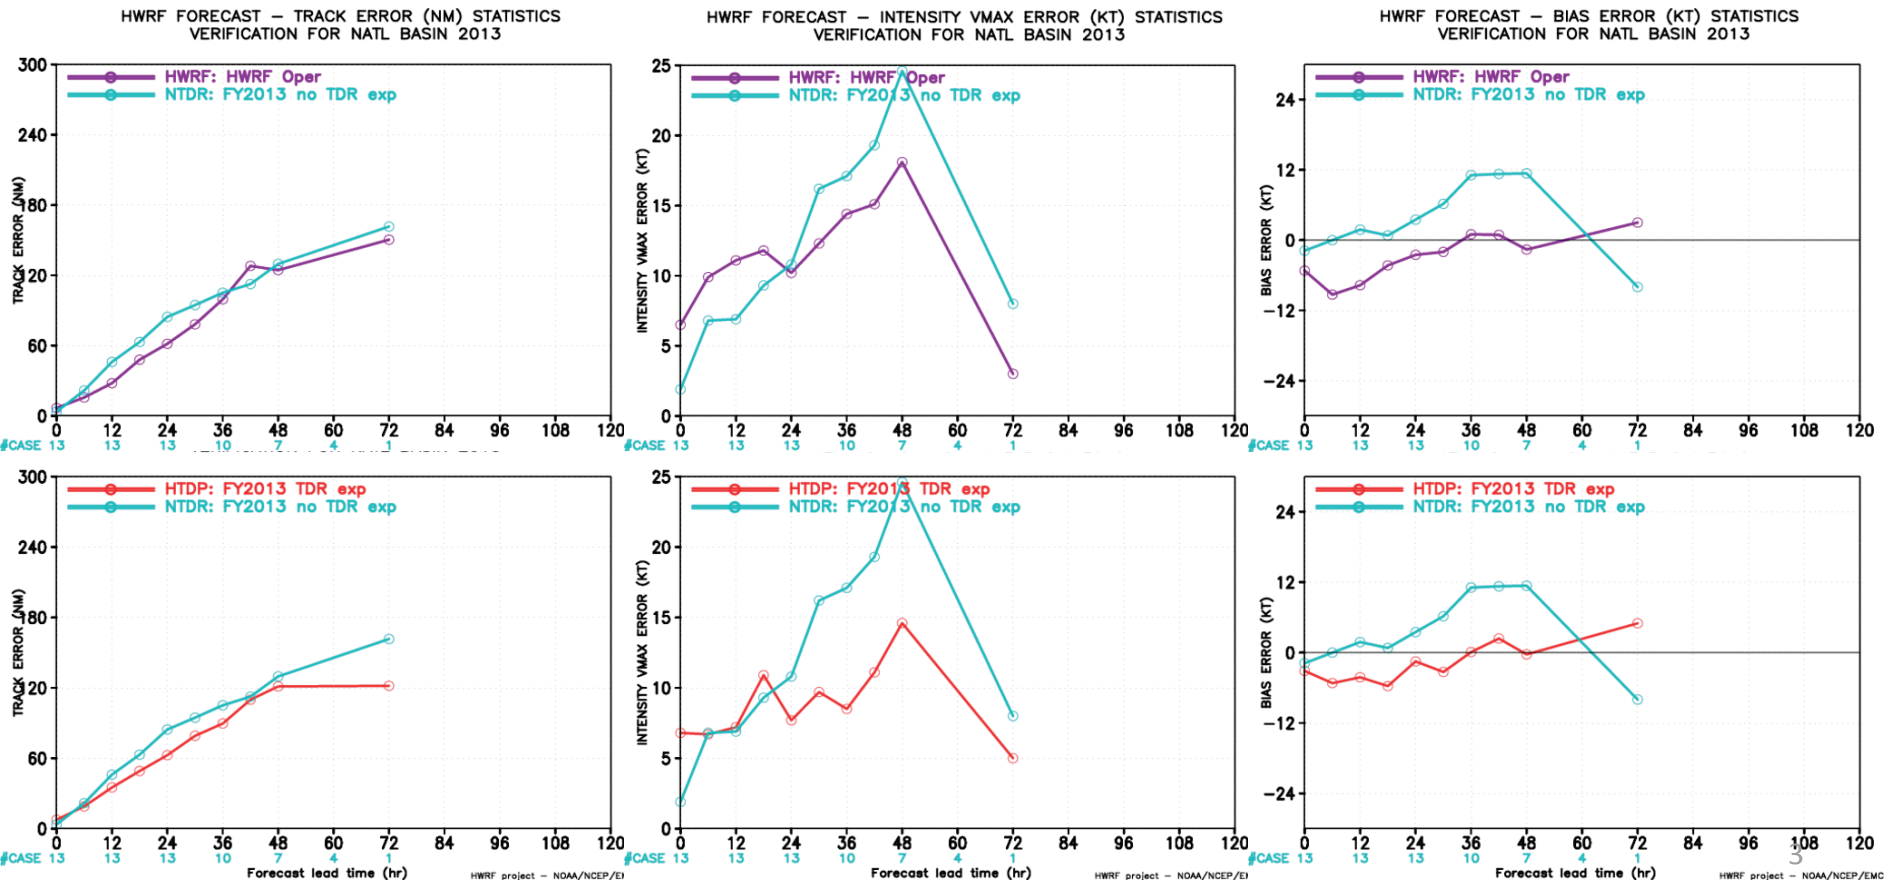 HWRF FORECAST – TRACK ERROR (NM) STATISTICS
VERIFICATION FOR NATL BASIN 2013
300
240
180
120
60
0
TRACK ERROR (NM)
HWRF: HWRF Oper
NTDR: FY2013 no TDR exp
0 12 24 36 48 60 72 84 96 108 120
#CASE 13 13 13 10 7 4 1
HWRF FORECAST – INTENSITY VMAX ERROR (KT) STATISTICS
VERIFICATION FOR NATL BASIN 2013
25
20
15
10
5
0
INTENSITY VMAX ERROR (KT)
HWRF: HWRF Oper
NTDR: FY2013 no TDR exp
0 12 24 36 48 60 72 84 96 108 120
#CASE 13 13 13 10 7 4 1
HWRF FORECAST – BIAS ERROR (KT) STATISTICS
VERIFICATION FOR NATL BASIN 2013
24
12
0
–12
–24
BIAS ERROR (KT)
HWRF: HWRF Oper
NTDR: FY2013 no TDR exp
0 12 24 36 48 60 72 84 96 108 120
#CASE 13 13 13 10 7 4 1
300
240
180
120
60
0
TRACK ERROR (NM)
HTDP: FY2013 TDR exp
NTDR: FY2013 no TDR exp
0 12 24 36 48 60 72 84 96 108 120
#CASE 13 13 13 10 7 4 1
Forecast lead time (hr)
HWRF project – NOAA/NCEP/E
25
20
15
10
5
0
INTENSITY VMAX ERROR (KT)
HTDP: FY2013 TDR exp
NTDR: FY2013 no TDR exp
0 12 24 36 48 60 72 84 96 108 120
#CASE 13 13 13 10 7 4 1
Forecast lead time (hr)
HWRF project – NOAA/NCEP/E
24
12
0
–12
–24
BIAS ERROR (KT)
HTDP: FY2013 TDR exp
NTDR: FY2013 no TDR exp
0 12 24 36 48 60 72 84 96 108 120
#CASE 13 13 13 10 7 4 1
Forecast lead time (hr)
HWRF project – NOAA/NCEP/EMC
3